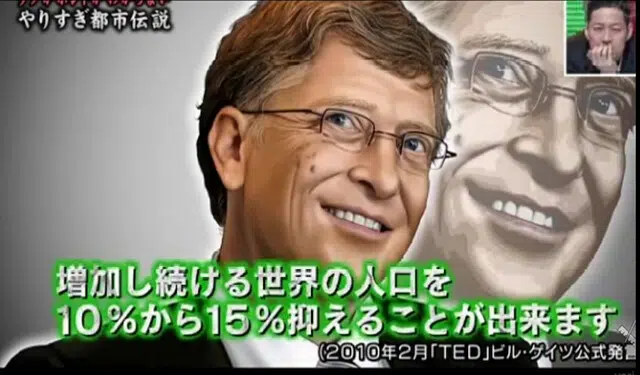 やりすぎ都市伝説
増加し続ける世界の人口を
10%から15%抑えることが出来ます
(2010年2月「TED」ビル・ゲイツ公式発言